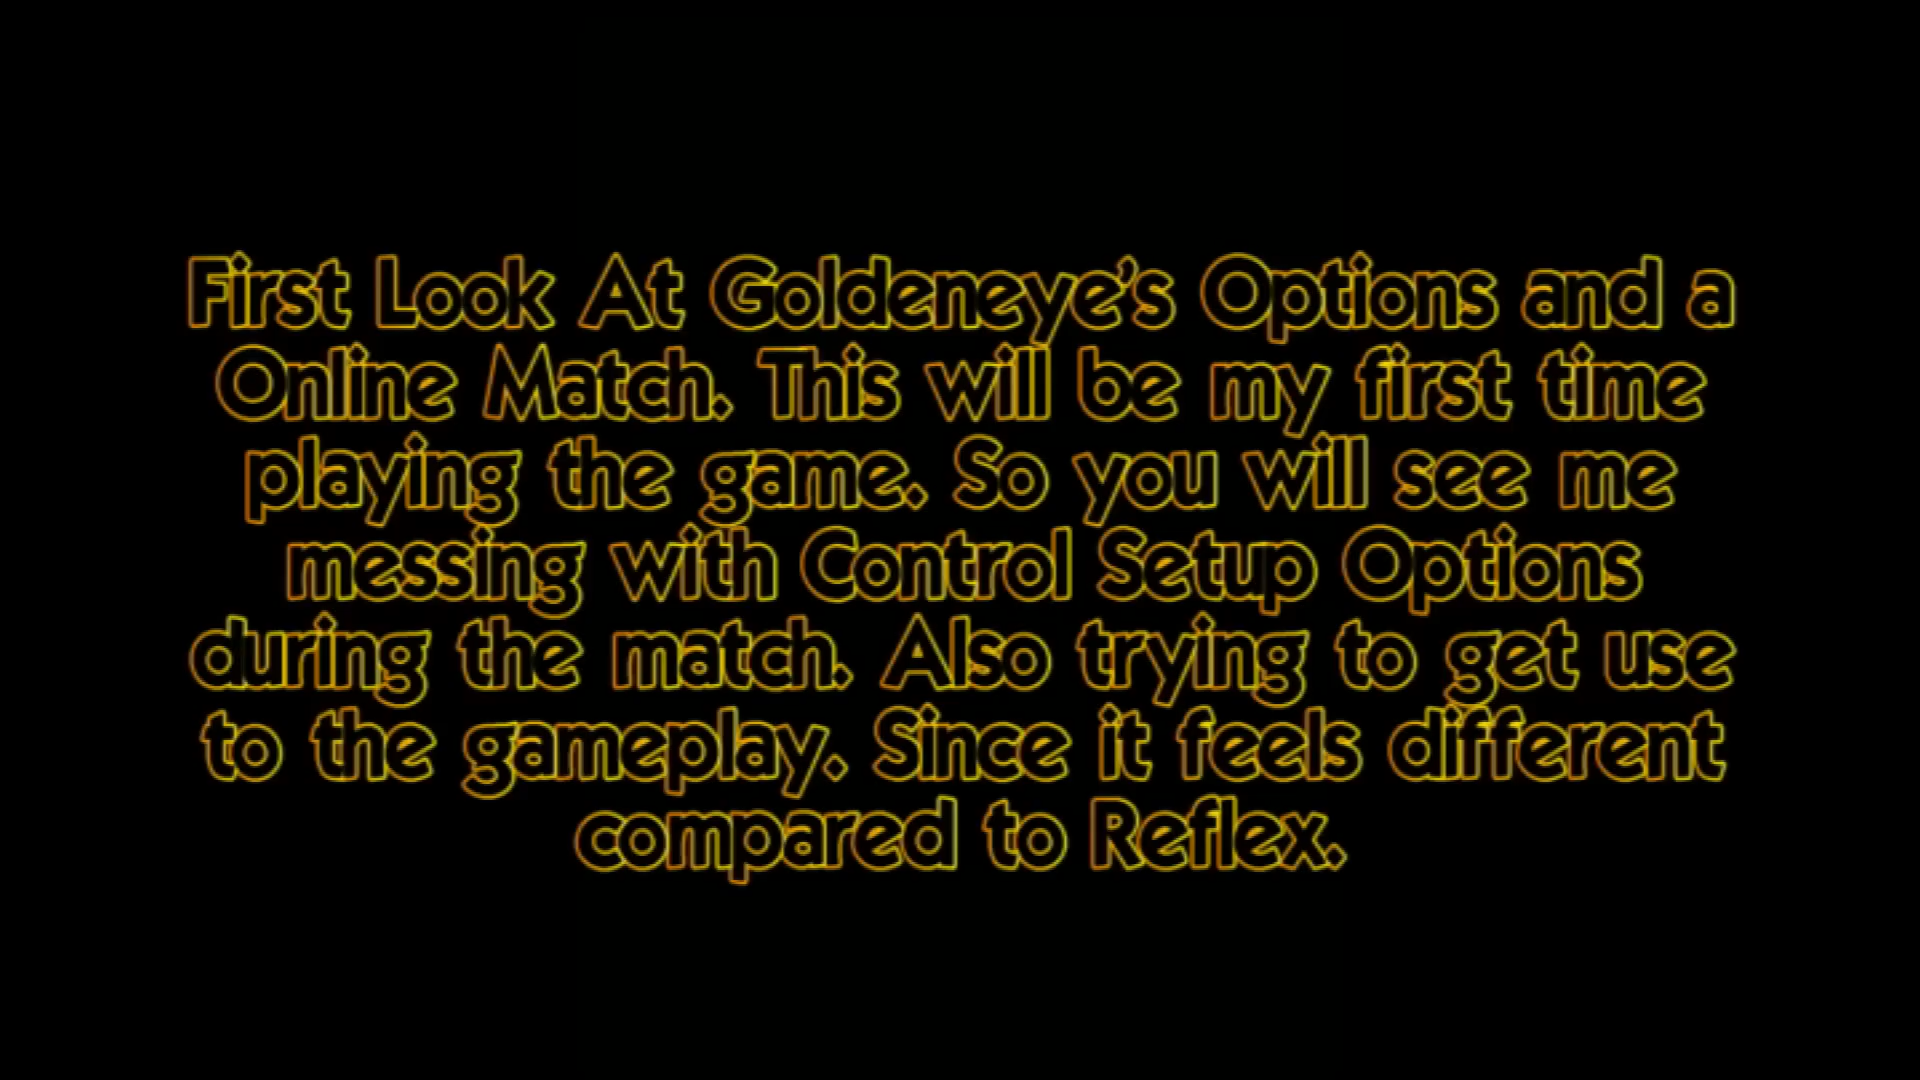 First Look At Goldeneye's Options and a
Online Match. This will be my first time
playing the game. So you will see me
messing with Control Setup Options
during the match. Also trying to get use
to the gameplay. Since it feels different
compared to Reflex.